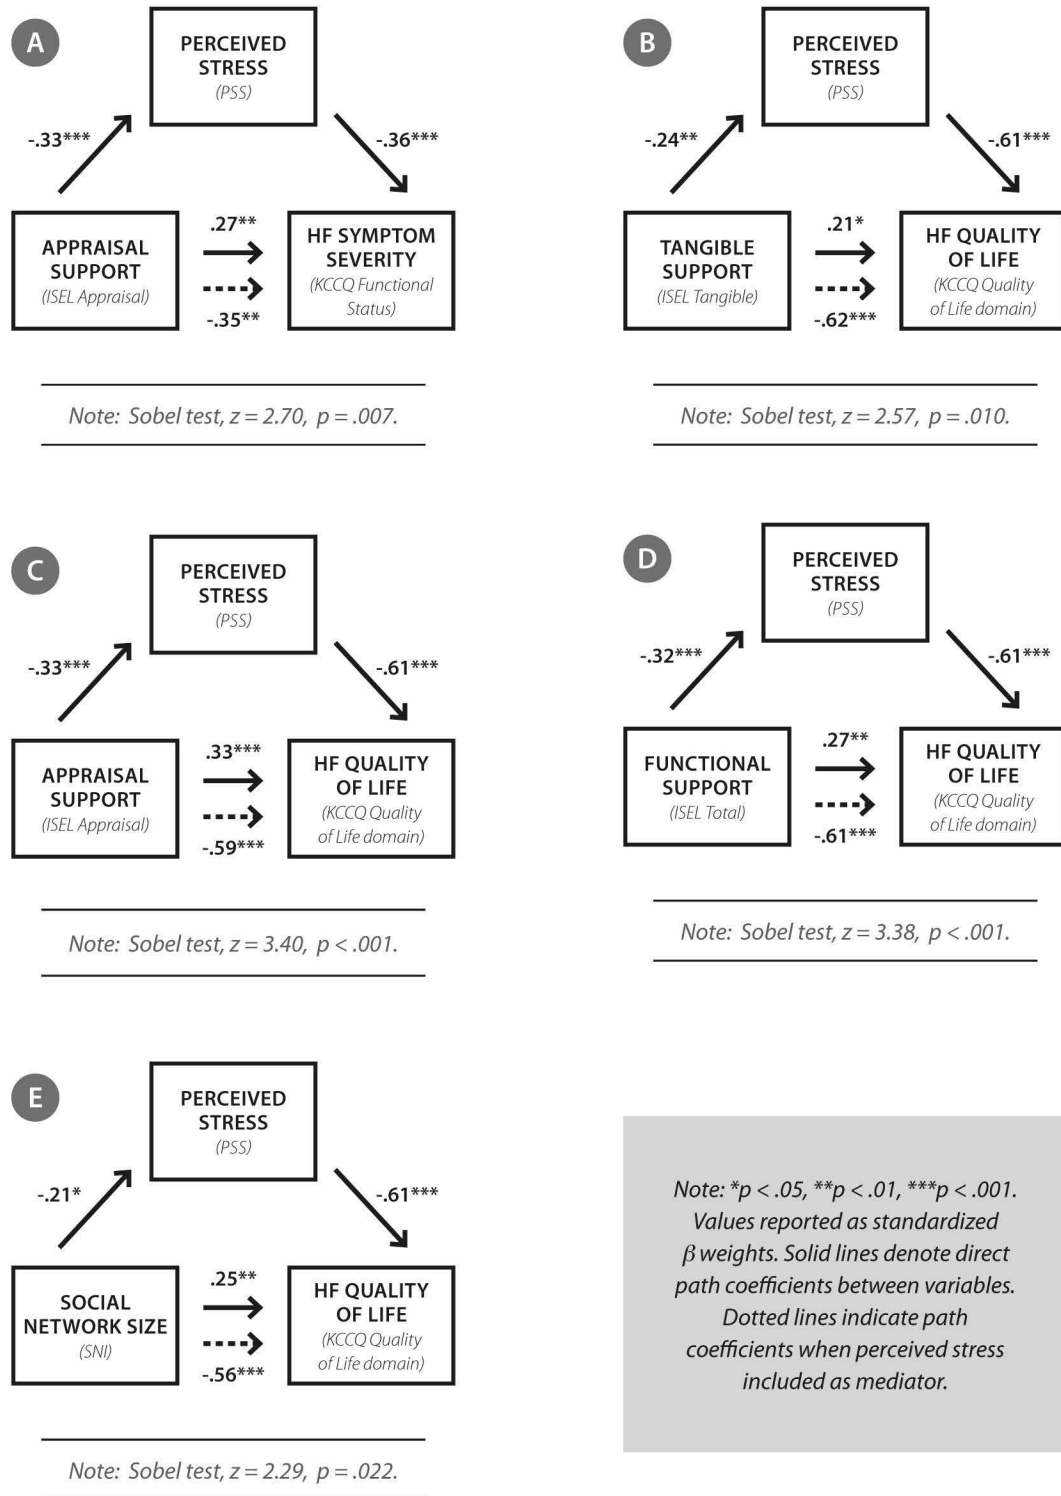 A
PERCEIVED
STRESS
(PSS)
-.33***
-.36***
APPRAISAL
SUPPORT
(ISEL Appraisal)
.27**
-.35**
HF SYMPTOM
SEVERITY
(KCCQ Functional
Status)
Note: Sobel test, z = 2.70, p = .007.
B
PERCEIVED
STRESS
(PSS)
-.24**
-.61***
TANGIBLE
SUPPORT
(ISEL Tangible)
.21*
-.62***
HF QUALITY
OF LIFE
(KCCQ Quality
of Life domain)
Note: Sobel test, z = 2.57, p = .010.
C
PERCEIVED
STRESS
(PSS)
-.33***
-.61***
APPRAISAL
SUPPORT
(ISEL Appraisal)
.33***
-.59***
HF QUALITY
OF LIFE
(KCCQ Quality
of Life domain)
Note: Sobel test, z = 3.40, p < .001.
D
PERCEIVED
STRESS
(PSS)
-.32***
-.61***
FUNCTIONAL
SUPPORT
(ISEL Total)
.27**
-.61***
HF QUALITY
OF LIFE
(KCCQ Quality
of Life domain)
Note: Sobel test, z = 3.38, p < .001.
E
PERCEIVED
STRESS
(PSS)
-.21*
-.61***
SOCIAL
NETWORK SIZE
(SNI)
.25**
-.56***
HF QUALITY
OF LIFE
(KCCQ Quality
of Life domain)
Note: Sobel test, z = 2.29, p = .022.
Note: *p < .05, **p < .01, ***p < .001.
Values reported as standardized
β weights. Solid lines denote direct
path coefficients between variables.
Dotted lines indicate path
coefficients when perceived stress
included as mediator.